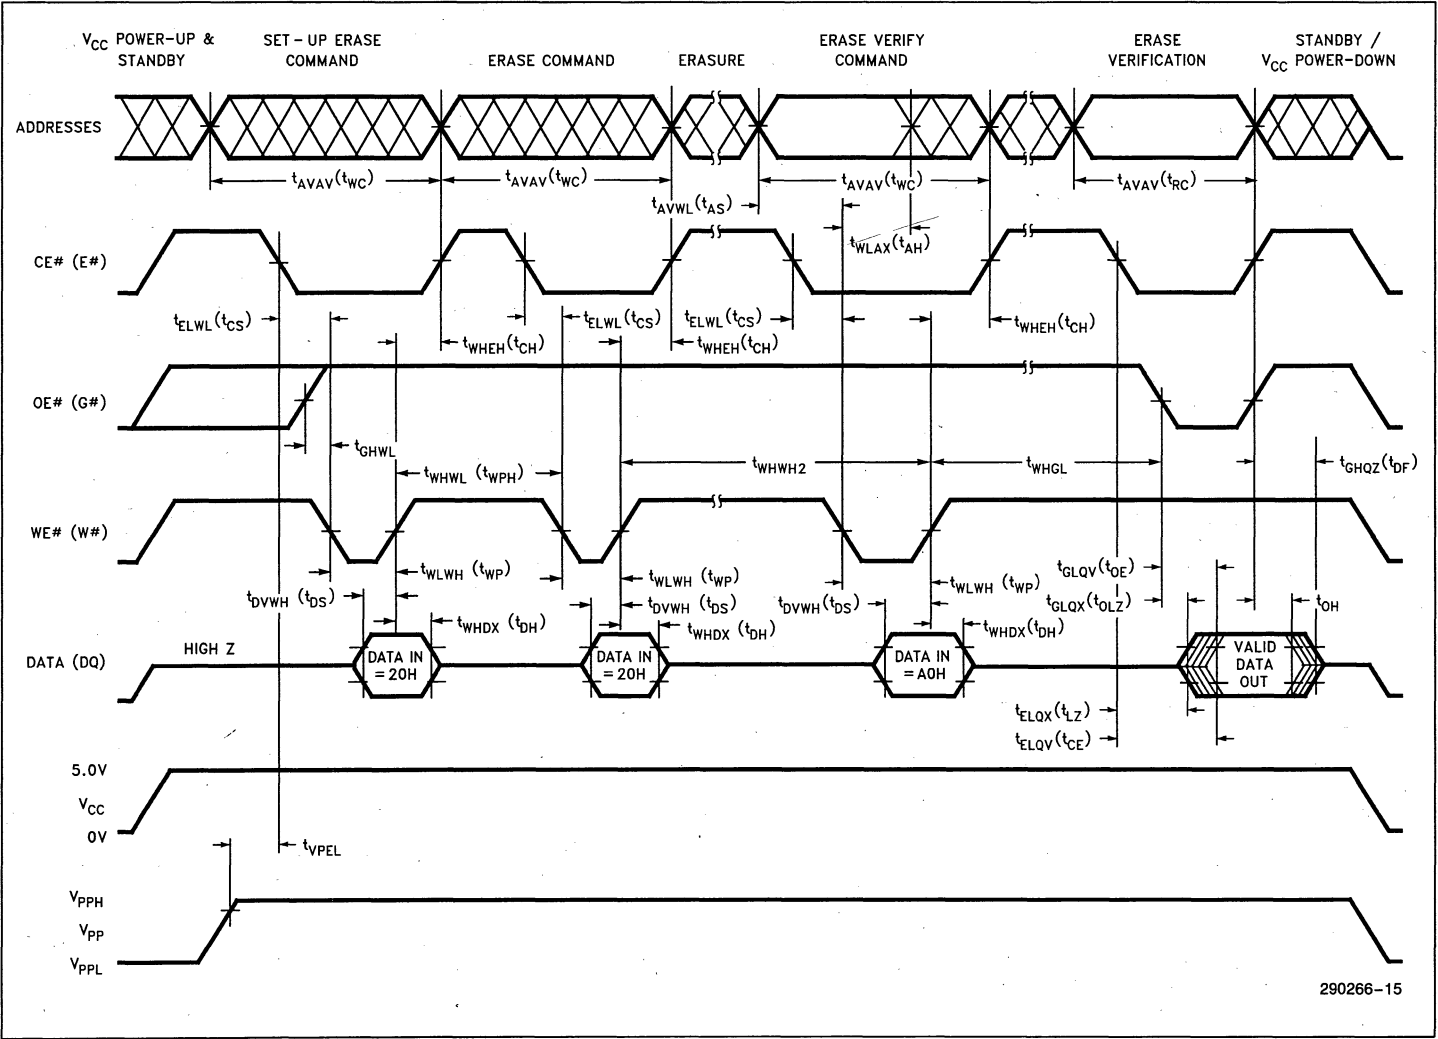 VCC POWER-UP & STANDBY
SET-UP ERASE COMMAND
ERASE COMMAND
ERASURE
ERASE VERIFY COMMAND
ERASE VERIFICATION
STANDBY / VCC POWER-DOWN
ADDRESSES
tAVAV(tWC)
tAVAV(tWC)
tAVAV(tWC)
tAVAV(tRC)
tAVWL(tAS)
tWLAX(tAH)
CE# (E#)
tELWL(tCS)
tELWL(tCS)
tELWL(tCS)
tWHEH(tCH)
tWHEH(tCH)
tWHEH(tCH)
OE# (G#)
tGHWL
tWHWL (tWPH)
tWHWH2
tWHGL
tGHQZ(tDF)
WE# (W#)
tWLWH (tWP)
tWLWH (tWP)
tWLWH (tWP)
tGLQV(tOE)
tDVWH (tDS)
tDVWH (tDS)
tDVWH(tDS)
tGLQX(tOLZ)
tOH
tWHDX (tDH)
tWHDX (tDH)
tWHDX(tDH)
DATA (DQ)
HIGH Z
DATA IN =20H
DATA IN =20H
DATA IN =A0H
VALID DATA OUT
tELQX(tLZ)
tELQV(tCE)
5.0V
VCC
0V
tVPEL
VPPH
VPP
VPPL
290266-15